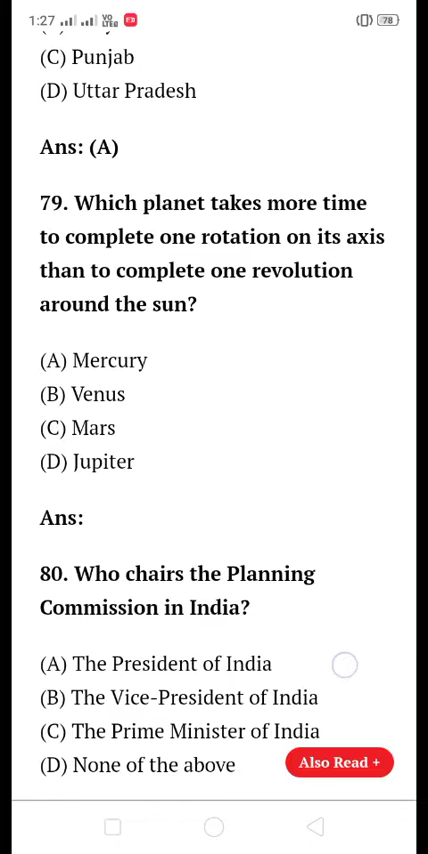 1:27
VO
LTE
78
(C) Punjab
(D) Uttar Pradesh
Ans: (A)
79. Which planet takes more time
to complete one rotation on its axis
than to complete one revolution
around the sun?
(A) Mercury
(B) Venus
(C) Mars
(D) Jupiter
Ans:
80. Who chairs the Planning
Commission in India?
(A) The President of India
(B) The Vice-President of India
(C) The Prime Minister of India
(D) None of the above
Also Read +